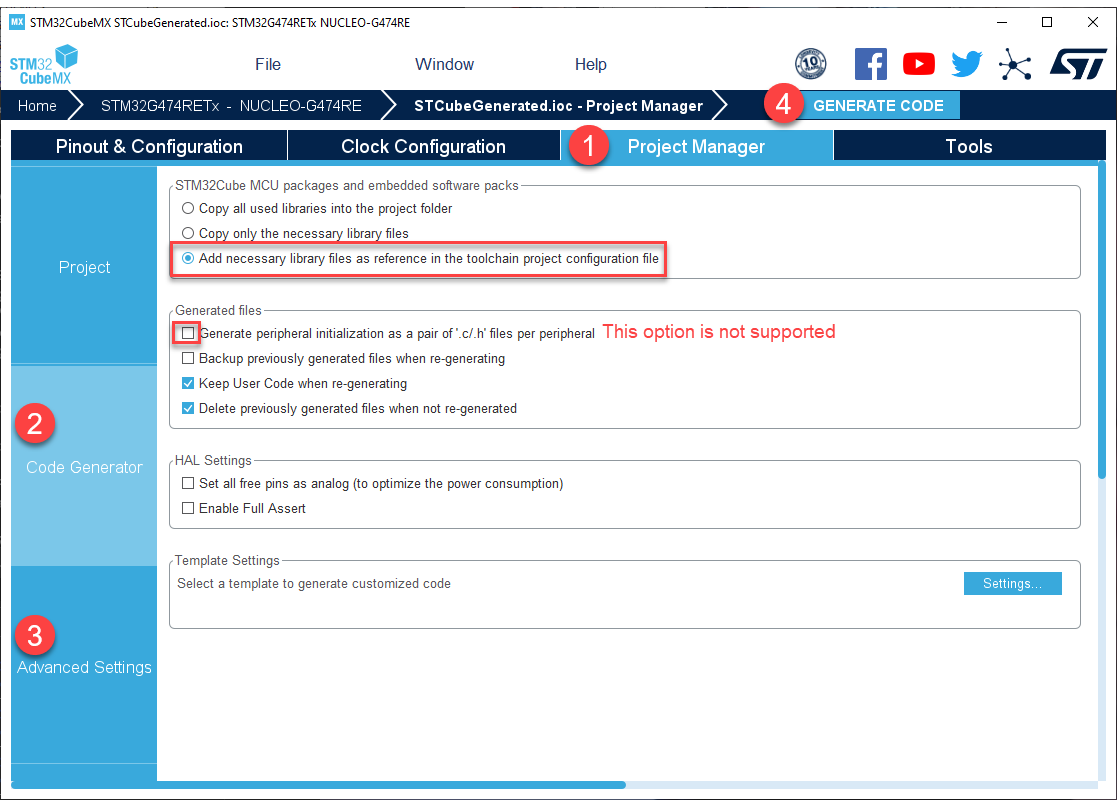 MX STM32CubeMX STCubeGenerated.ioc: STM32G474RETx NUCLEO-G474RE
STM32
CubeMX
File Window Help
10
Home STM32G474RETx - NUCLEO-G474RE STCubeGenerated.ioc - Project Manager 4 GENERATE CODE
Pinout & Configuration Clock Configuration 1 Project Manager Tools
Project
2
Code Generator
3
Advanced Settings
STM32Cube MCU packages and embedded software packs
Copy all used libraries into the project folder
Copy only the necessary library files
Add necessary library files as reference in the toolchain project configuration file
Generated files
Generate peripheral initialization as a pair of '.c/.h' files per peripheral This option is not supported
Backup previously generated files when re-generating
Keep User Code when re-generating
Delete previously generated files when not re-generated
HAL Settings
Set all free pins as analog (to optimize the power consumption)
Enable Full Assert
Template Settings
Select a template to generate customized code Settings...